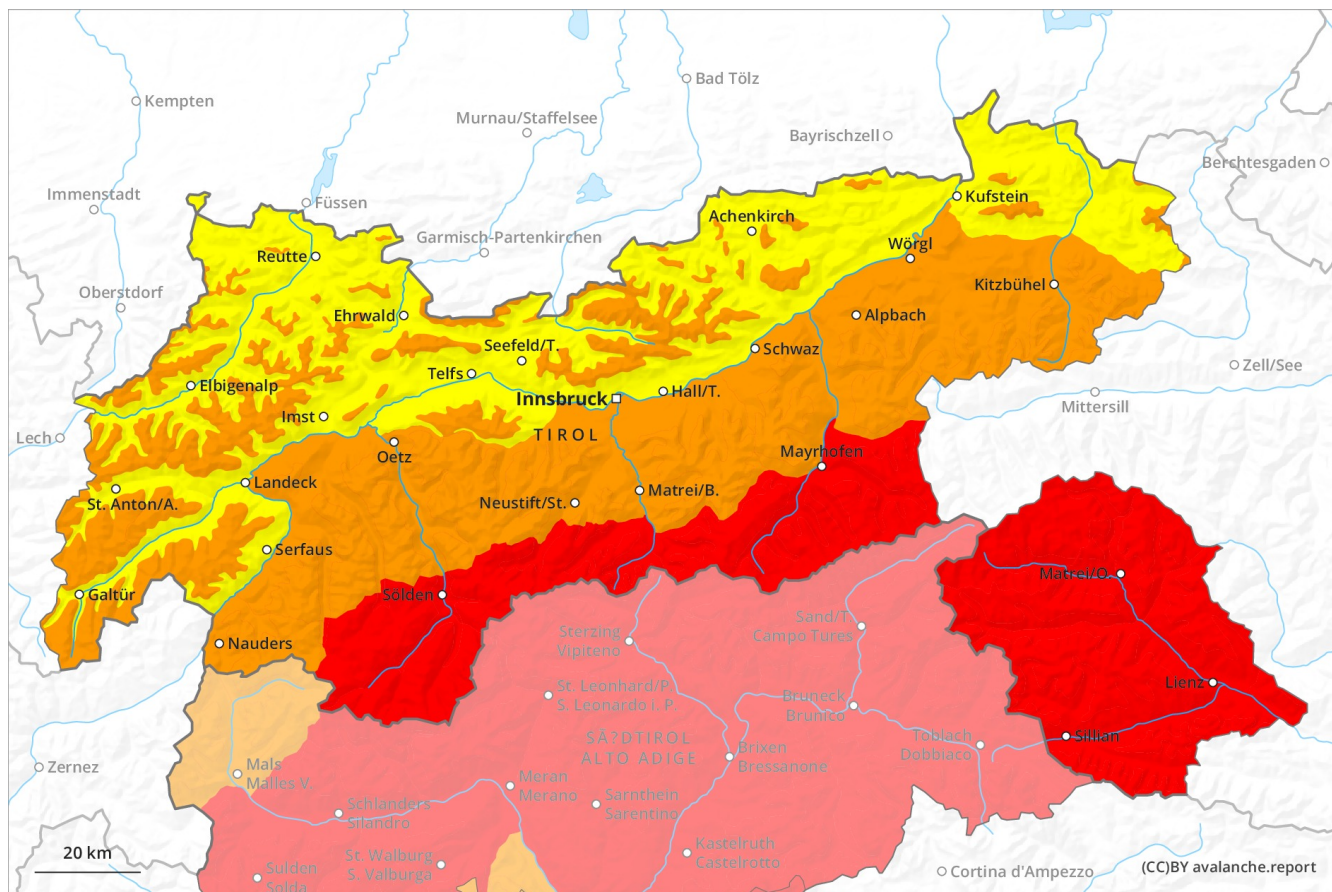 Bad Tölz
Kempten
Murnau/Staffelsee
Bayrischzell
Berchtesgaden
Immenstadt
Füssen
Kufstein
Achenkirch
Garmisch-Partenkirchen
Wörgl
Reutte
Oberstdorf
Kitzbühel
Ehrwald
Alpbach
Seefeld/T.
Schwaz
Zell/See
Telfs
Elbigenalp
Hall/T.
Innsbruck
Mittersill
Imst
Lech
TIROL
Mayrhofen
Oetz
Landeck
Matrei/B.
St. Anton/A.
Neustift/St.
Serfaus
Matrei/O.
Galtür
Sölden
Sand/T.
Campo Tures
Sterzing
Vipiteno
Nauders
Lienz
St. Leonhard/P.
S. Leonardo i. P
Bruneck
Brunico
SÃ?DTIROL
ALTO ADIGE
Toblach
Dobbiaco
Sillian
Brixen
Bressanone
Zernez
Mals
Malles V.
Meran
Merano
Sarnthein
Sarentino
Schlanders
Silandro
Kastelruth
Castelrotto
20 km
St. Walburg
S. Valburga
Sulden
Solda
Cortina d'Ampezzo
(CC)BY avalanche.report